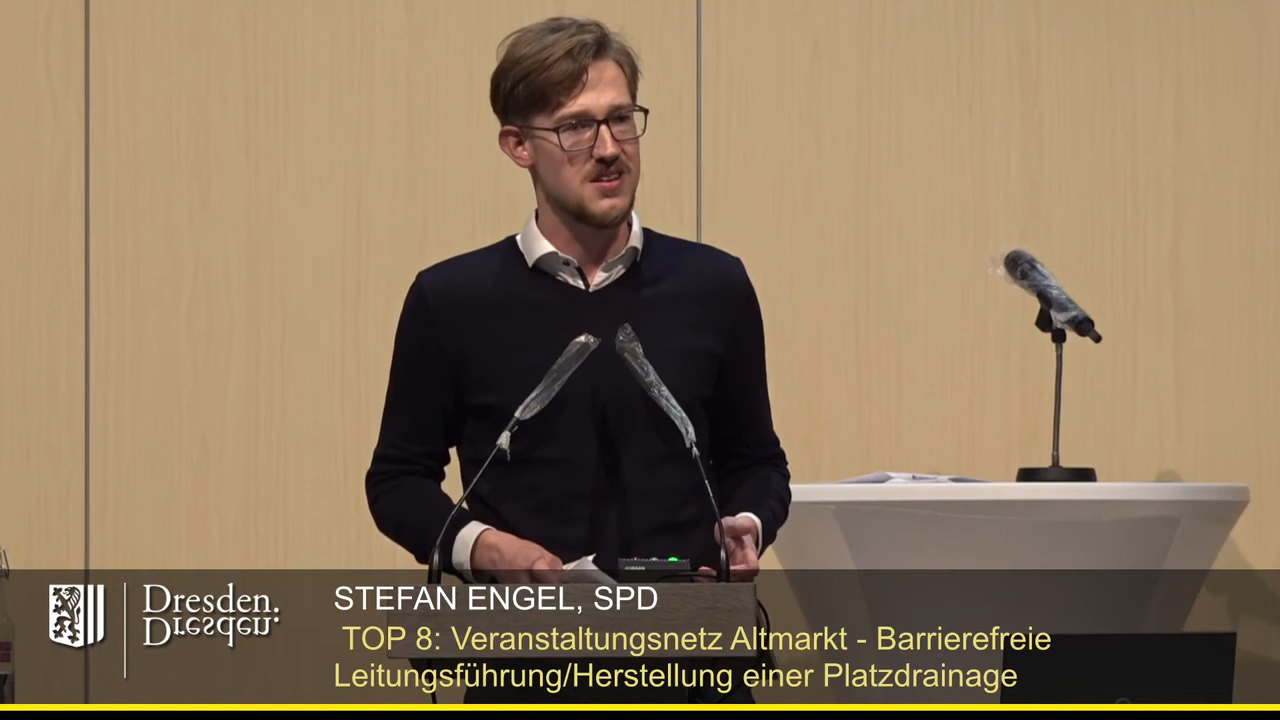 Dresden.
Dresden.
STEFAN ENGEL, SPD
TOP 8: Veranstaltungsnetz Altmarkt - Barrierefreie
Leitungsführung/Herstellung einer Platzdrainage